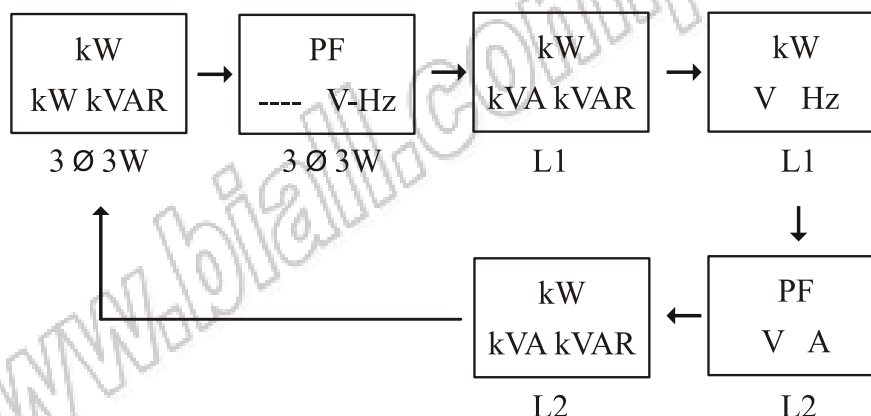 kW
kW kVAR
3 Ø 3W
PF
---- V-Hz
3 Ø 3W
kW
kVA kVAR
L1
kW
V Hz
L1
PF
V A
L2
kW
kVA kVAR
L2
www.biall.com.p